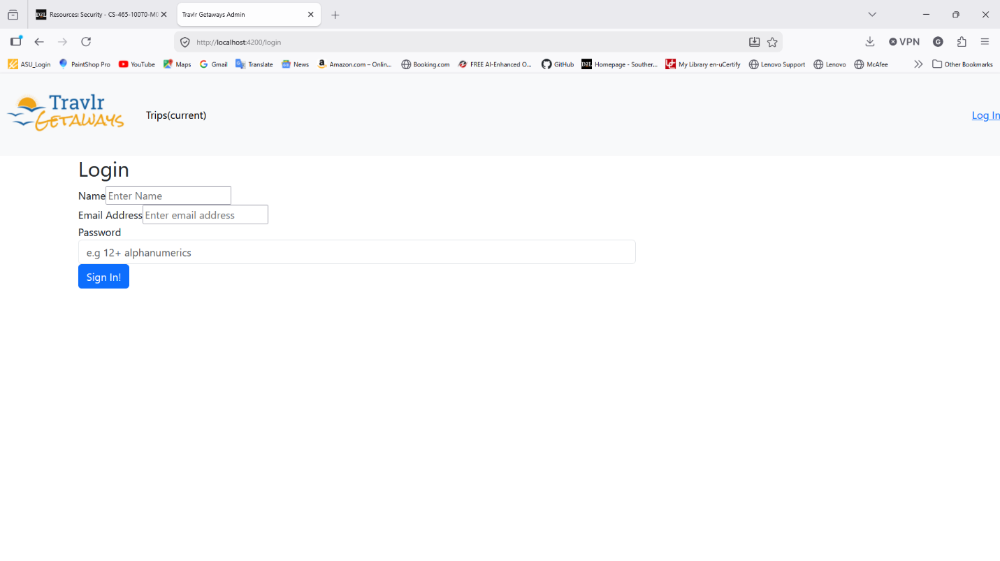 Resources: Security - CS-465-10070-M
Travlr Getaways Admin
http://localhost:4200/login
VPN
G
ASU_Login
PaintShop Pro
YouTube
Maps
Gmail
Translate
News
Amazon.com – Onlin...
Booking.com
FREE AI-Enhanced O...
GitHub
Homepage - Souther...
My Library en-uCertify
Lenovo Support
Lenovo
McAfee
Other Bookmarks
Travlr
GETAWAYS
Trips(current)
Log In
Login
Name Enter Name
Email Address Enter email address
Password
e.g 12+ alphanumerics
Sign In!